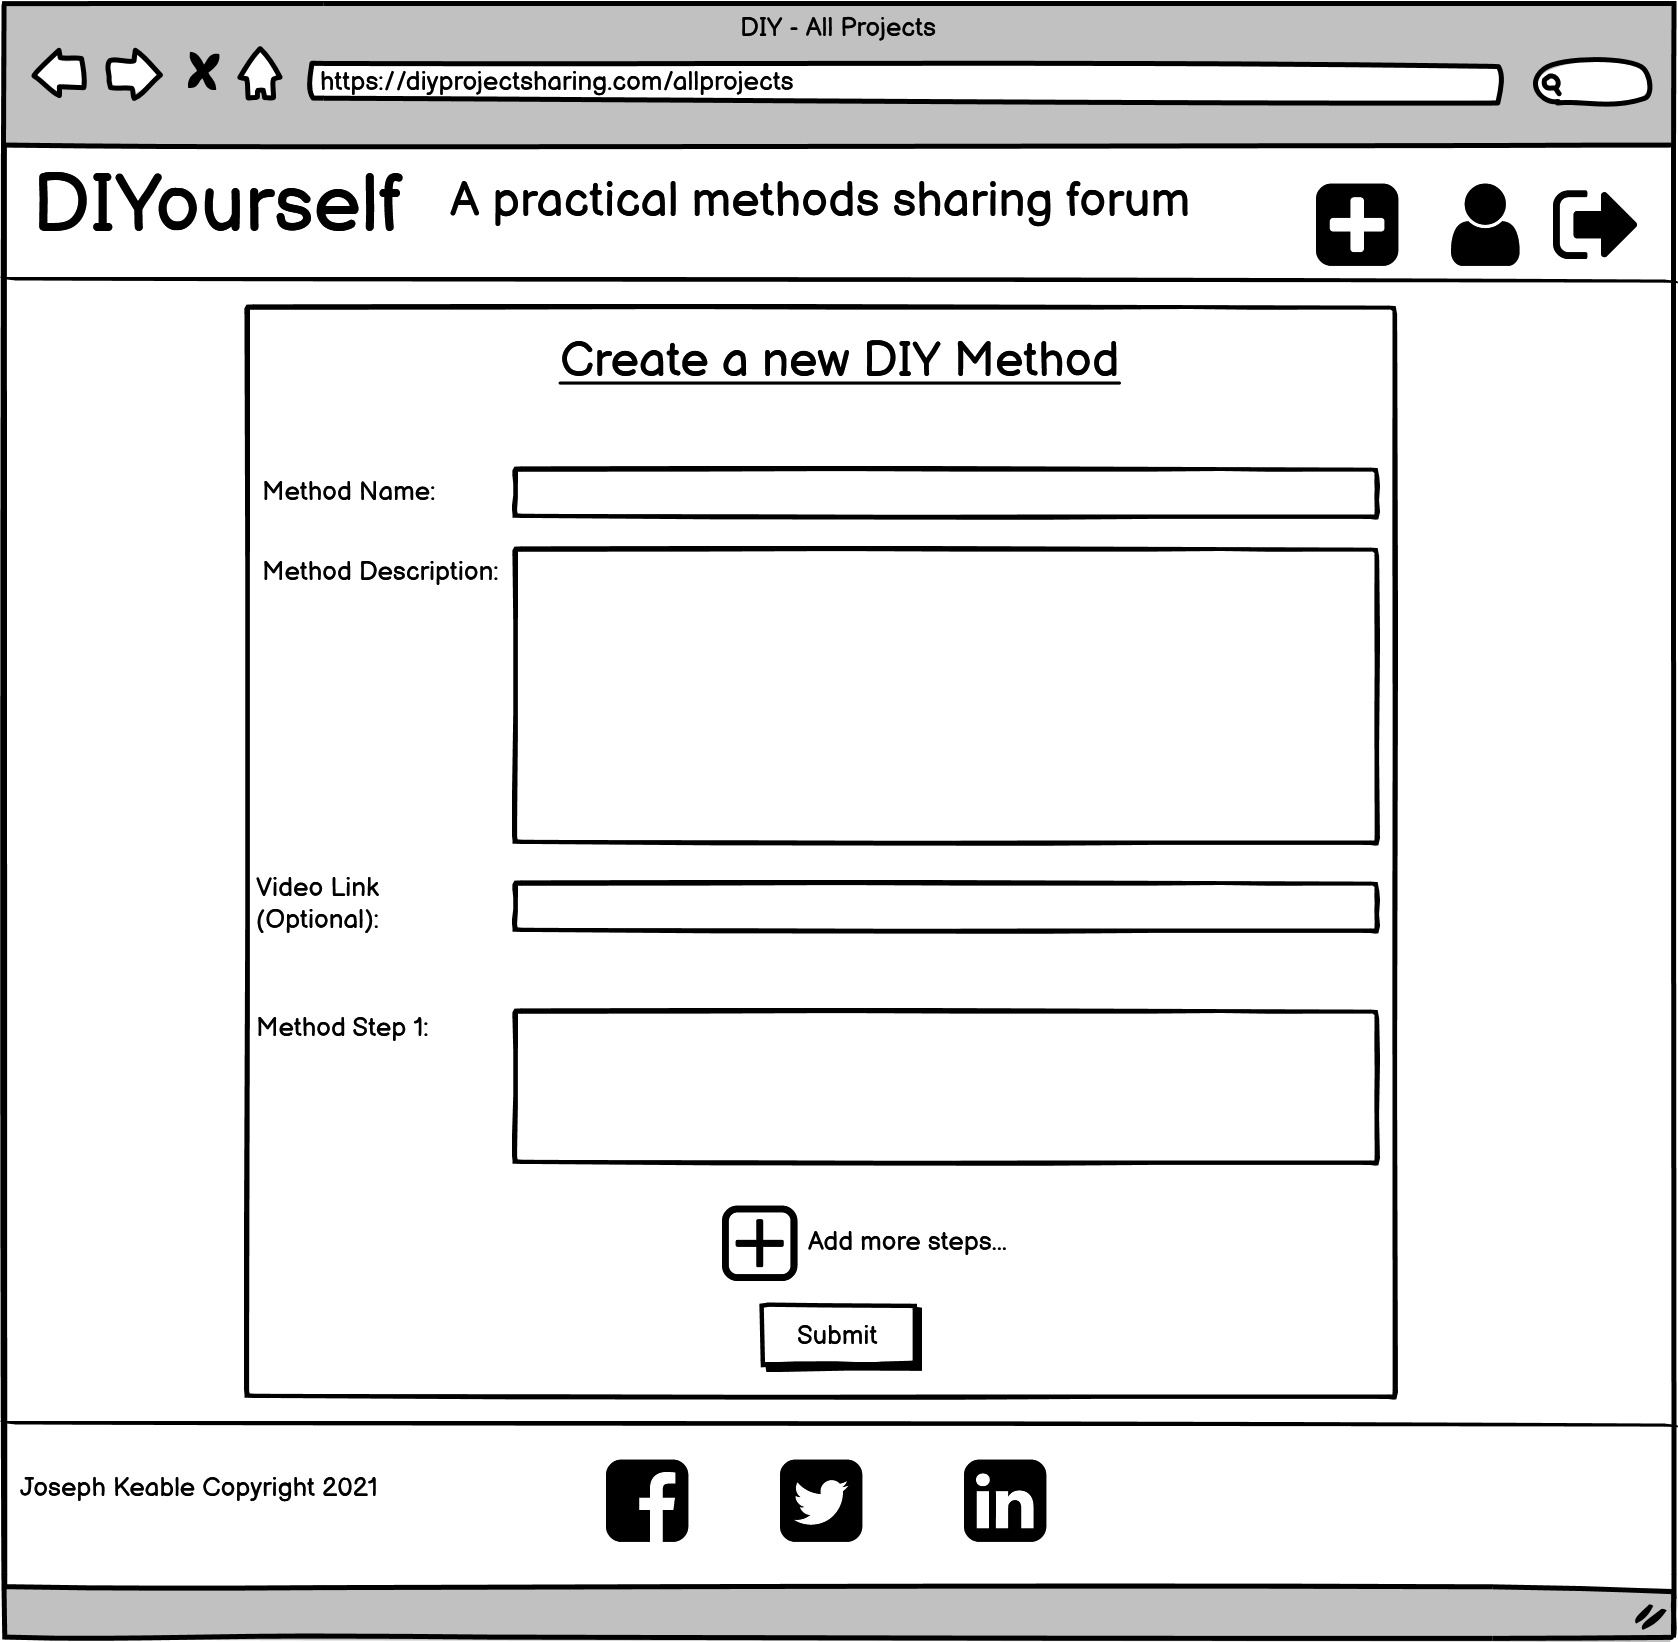 DIY - All Projects
https://diyprojectsharing.com/allprojects
DIYourself
A practical methods sharing forum
Create a new DIY Method
Method Name:
Method Description:
Video Link
(Optional):
Method Step 1:
Add more steps...
Submit
Joseph Keable Copyright 2021